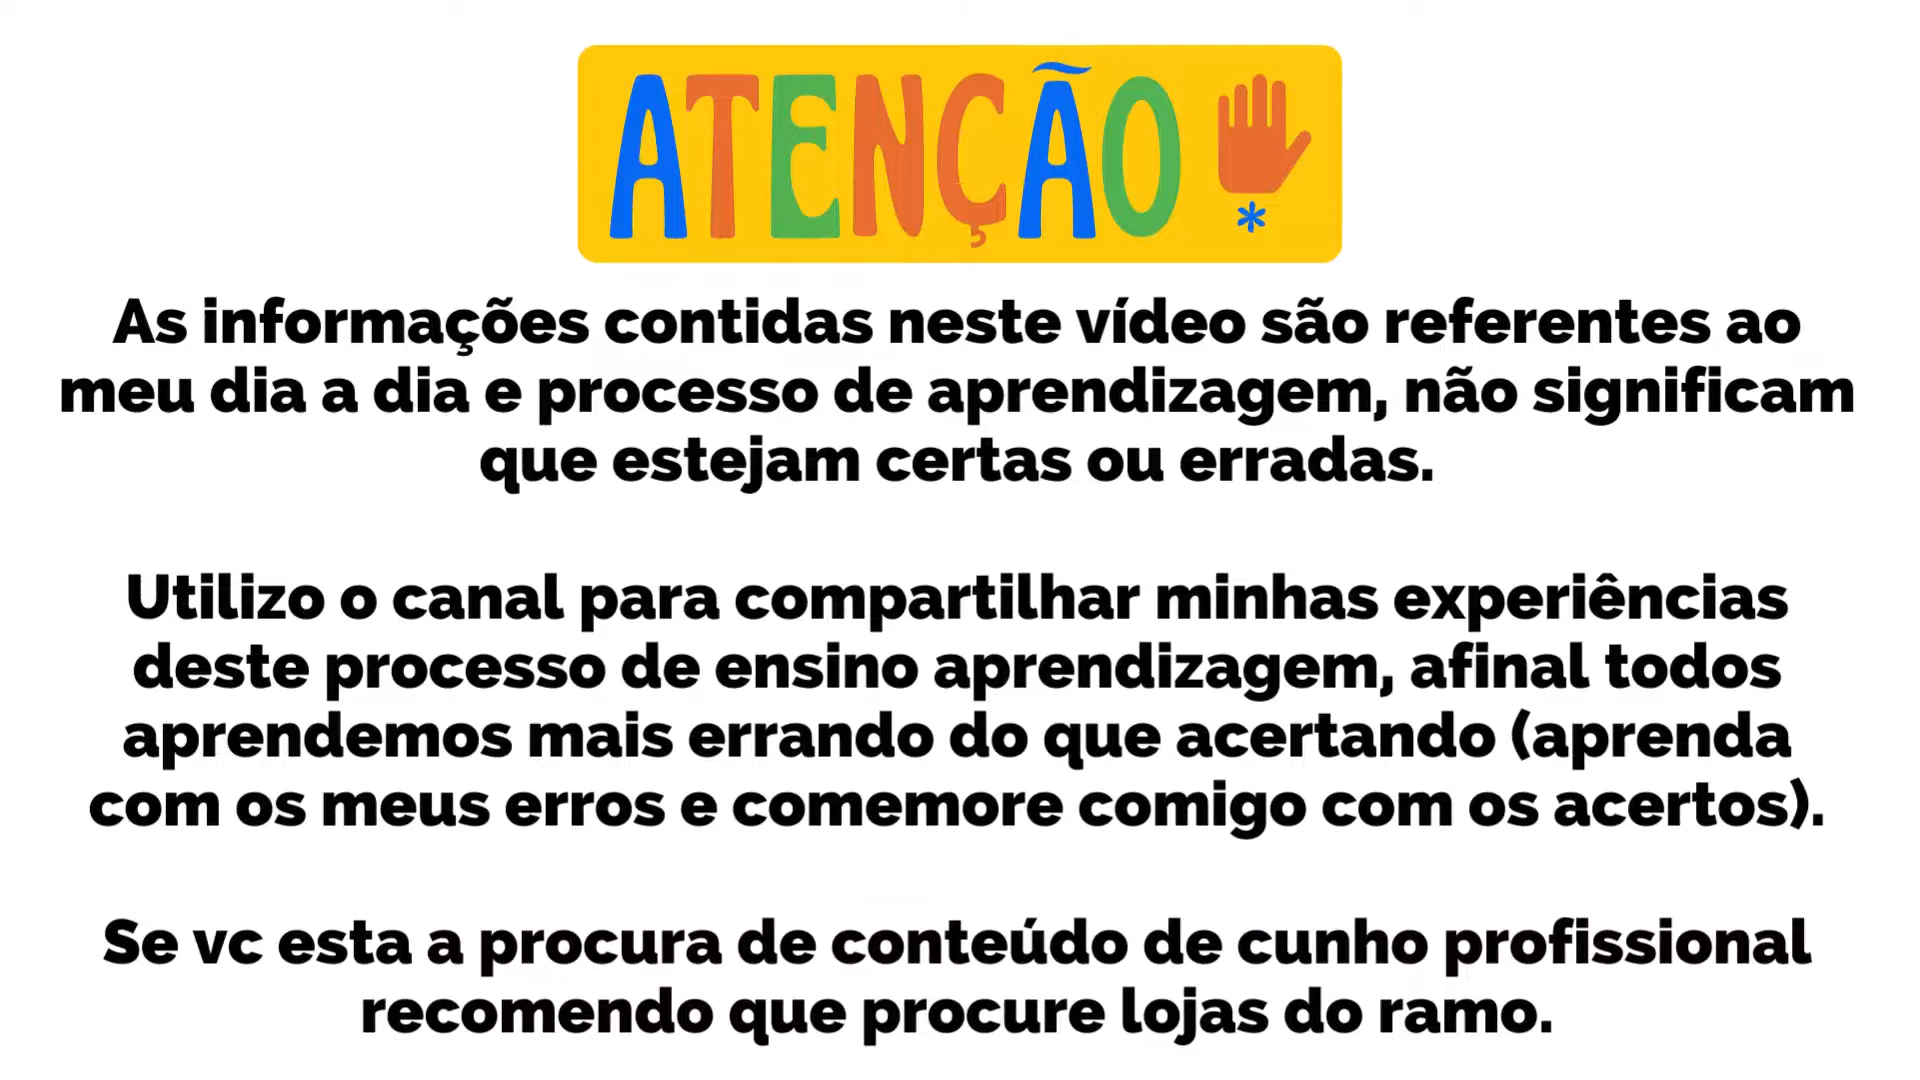 ATENÇÃO
As informações contidas neste vídeo são referentes ao
meu dia a dia e processo de aprendizagem, não significam
que estejam certas ou erradas.
Utilizo o canal para compartilhar minhas experiências
deste processo de ensino aprendizagem, afinal todos
aprendemos mais errando do que acertando (aprenda
com os meus erros e comemore comigo com os acertos).
Se vc esta a procura de conteúdo de cunho profissional
recomendo que procure lojas do ramo.